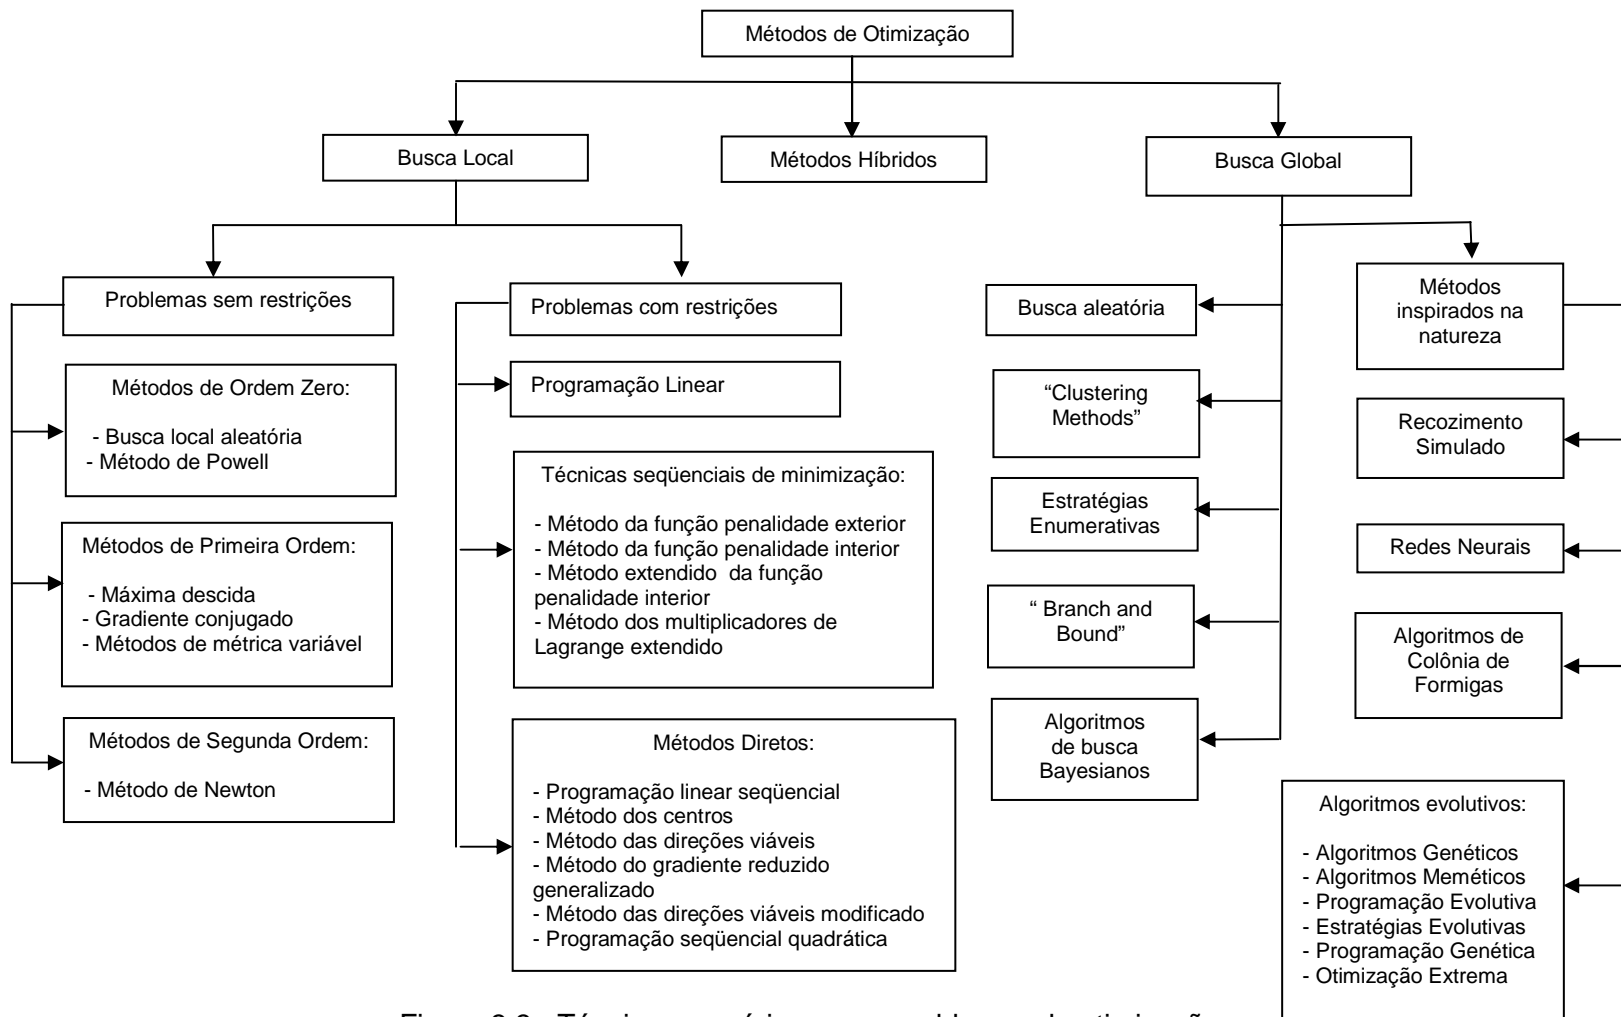 Métodos de Otimização
Busca Local
Métodos Híbridos
Busca Global
Problemas sem restrições
Métodos de Ordem Zero:
- Busca local aleatória
- Método de Powell
Métodos de Primeira Ordem:
- Máxima descida
- Gradiente conjugado
- Métodos de métrica variável
Métodos de Segunda Ordem:
- Método de Newton
Problemas com restrições
Programação Linear
Técnicas seqüenciais de minimização:
- Método da função penalidade exterior
- Método da função penalidade interior
- Método extendido da função
penalidade interior
- Método dos multiplicadores de
Lagrange extendido
Métodos Diretos:
- Programação linear seqüencial
- Método dos centros
- Método das direções viáveis
- Método do gradiente reduzido
generalizado
- Método das direções viáveis modificado
- Programação seqüencial quadrática
Busca aleatória
“Clustering
Methods”
Estratégias
Enumerativas
“ Branch and
Bound”
Algoritmos
de busca
Bayesianos
Métodos
inspirados na
natureza
Recozimento
Simulado
Redes Neurais
Algoritmos de
Colônia de
Formigas
Algoritmos evolutivos:
- Algoritmos Genéticos
- Algoritmos Meméticos
- Programação Evolutiva
- Estratégias Evolutivas
- Programação Genética
- Otimização Extrema